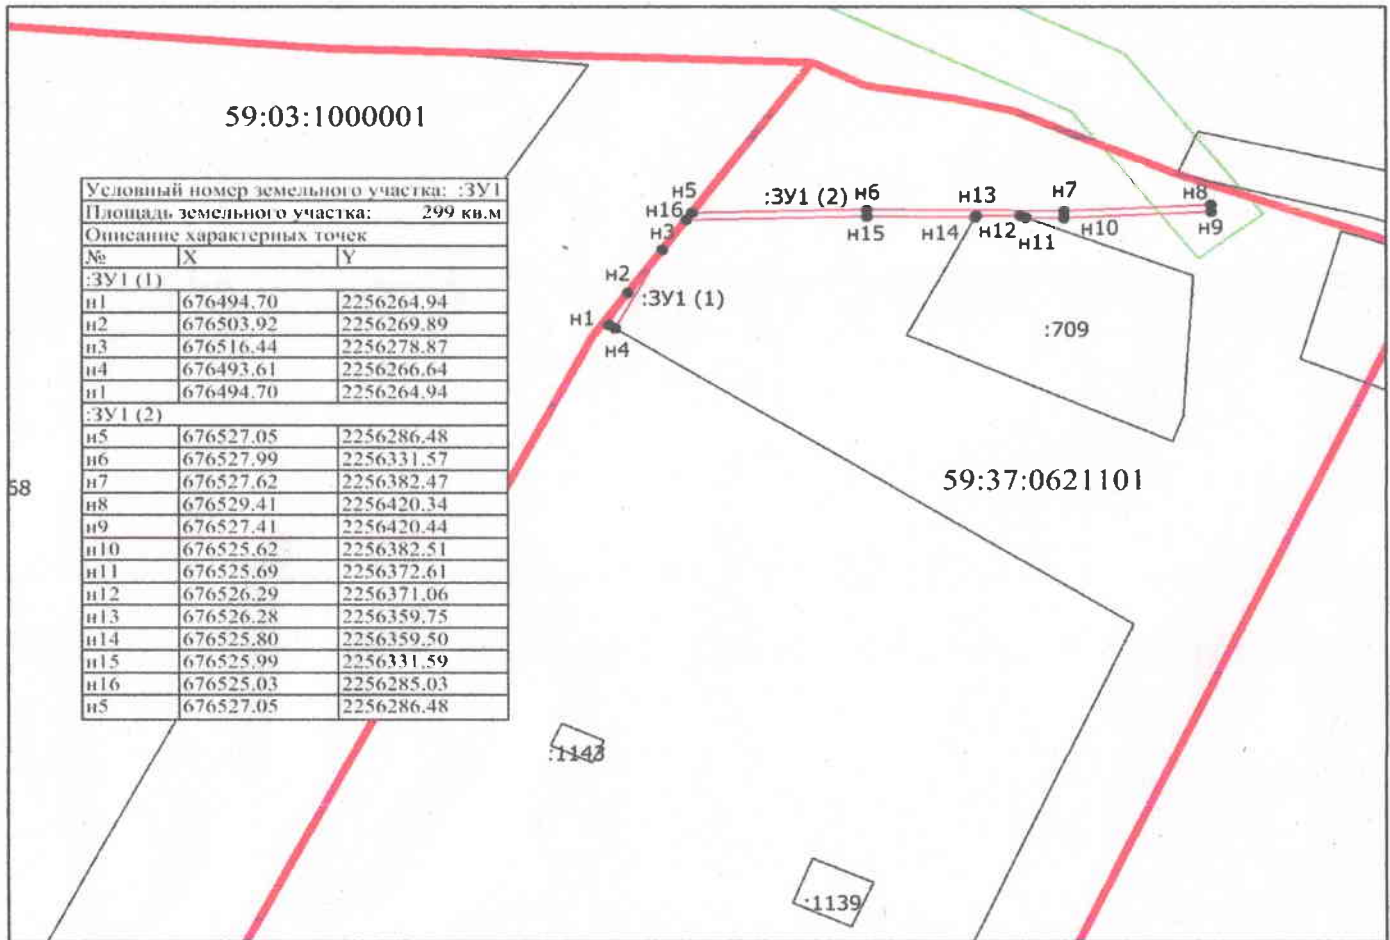 59:03:1000001
Условный номер земельного участка: :ЗУ1
Площадь земельного участка: 299 кв.м
Описание характерных точек
№ X Y
:ЗУ1 (1)
н1 676494.70 2256264.94
н2 676503.92 2256269.89
н3 676516.44 2256278.87
н4 676493.61 2256266.64
н1 676494.70 2256264.94
:ЗУ1 (2)
н5 676527.05 2256286.48
н6 676527.99 2256331.57
н7 676527.62 2256382.47
н8 676529.41 2256420.34
н9 676527.41 2256420.44
н10 676525.62 2256382.51
н11 676525.69 2256372.61
н12 676526.29 2256371.06
н13 676526.28 2256359.75
н14 676525.80 2256359.50
н15 676525.99 2256331.59
н16 676525.03 2256285.03
н5 676527.05 2256286.48
н5 :ЗУ1 (2) н6 н13 н7 н8
н16 н15 н14 н12 н11 н10 н9
н3
н2 :ЗУ1 (1)
н1
н4
:709
59:37:0621101
58
:1143
:1139